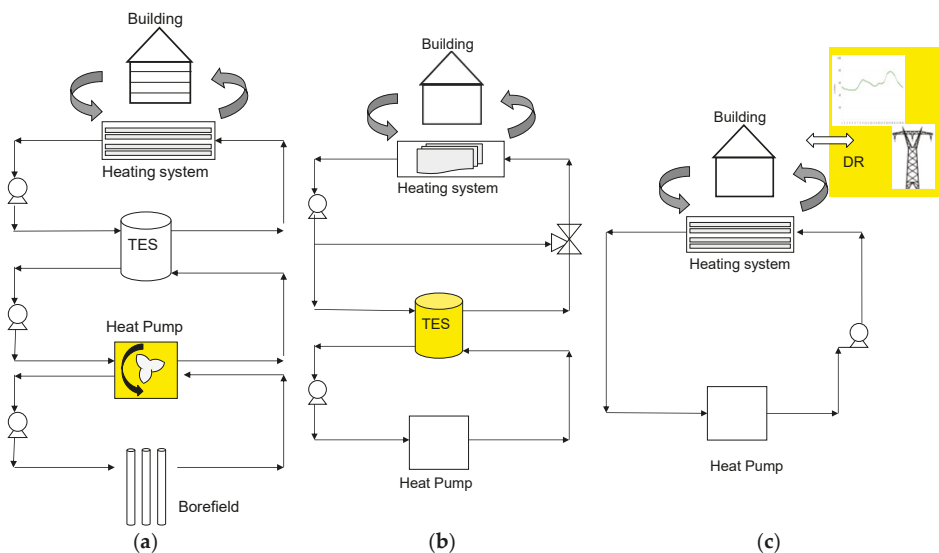 Building
Heating system
TES
Heat Pump
Borefield
(a)
Building
Heating system
TES
Heat Pump
(b)
Building
DR
Heating system
Heat Pump
(c)